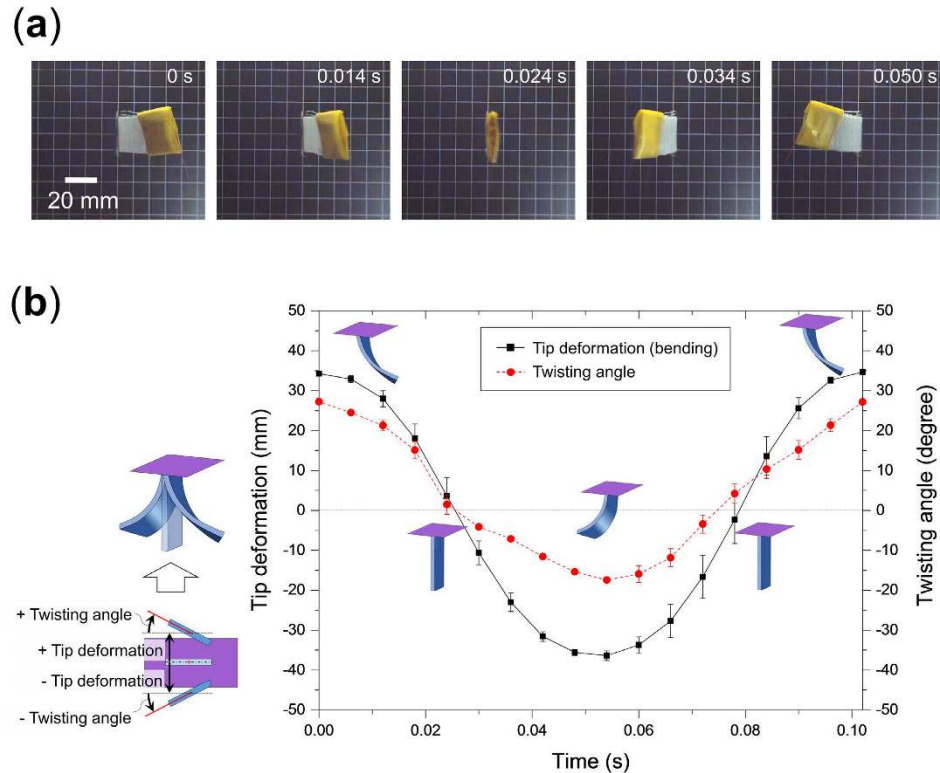 (a)
0 s
0.014 s
0.024 s
0.034 s
0.050 s
20 mm
(b)
+ Twisting angle
+ Tip deformation
- Tip deformation
- Twisting angle
Tip deformation (bending)
Twisting angle
Tip deformation (mm)
50
40
30
20
10
0
-10
-20
-30
-40
-50
50
40
30
20
10
0
-10
-20
-30
-40
-50
Twisting angle (degree)
0.00
0.02
0.04
0.06
0.08
0.10
Time (s)